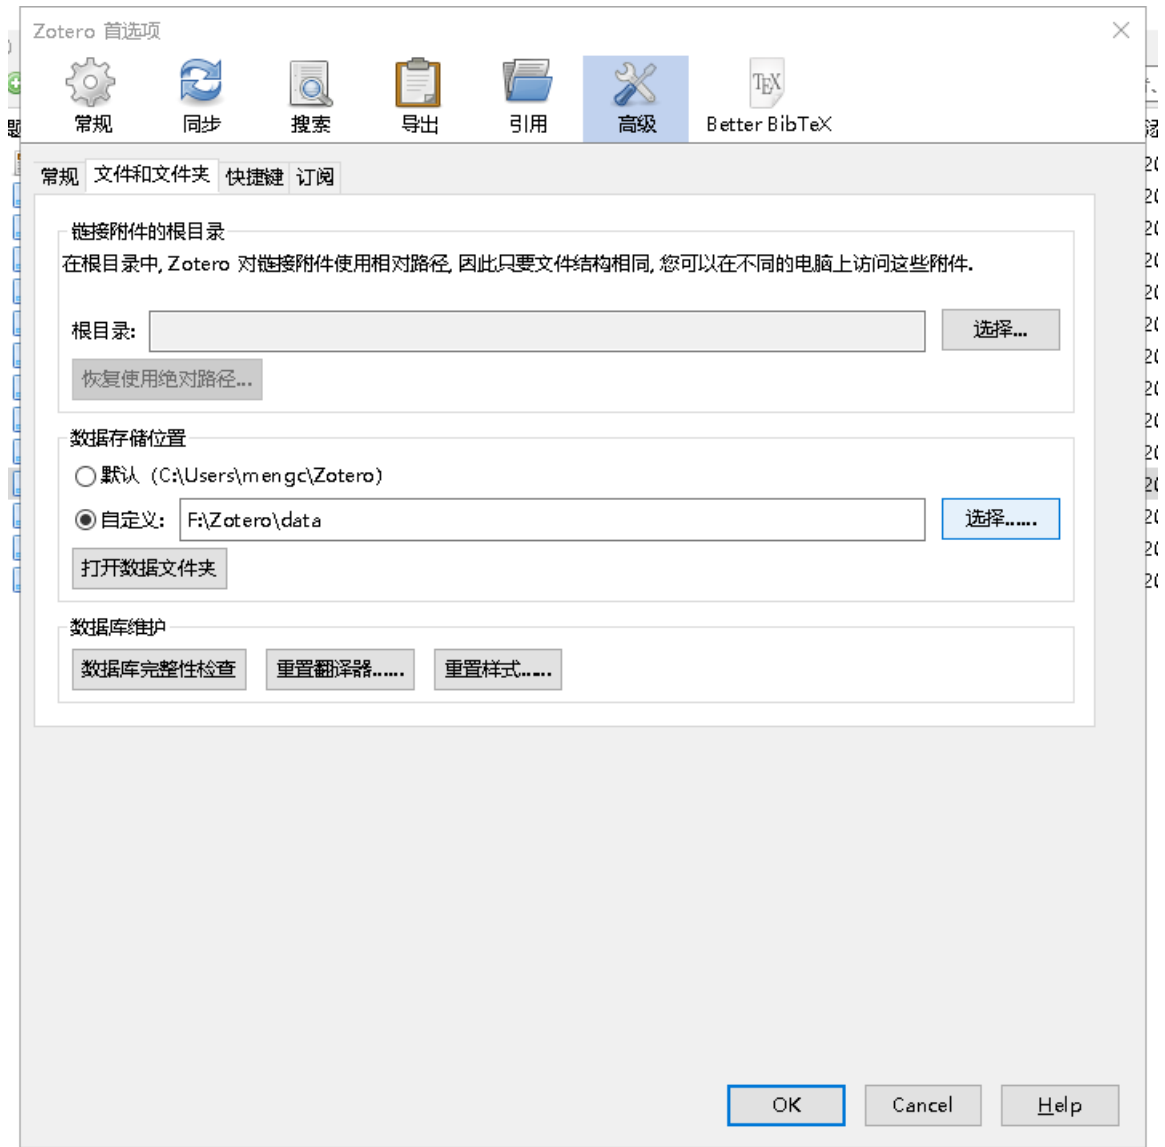 Zotero 首选项
常规 同步 搜索 导出 引用 高级 TEX Better BibTeX
常规 文件和文件夹 快捷键 订阅
链接附件的根目录
在根目录中, Zotero 对链接附件使用相对路径, 因此只要文件结构相同, 您可以在不同的电脑上访问这些附件.
根目录: 选择...
恢复使用绝对路径...
数据存储位置
默认 (C:\Users\mengc\Zotero)
自定义: F:\Zotero\data 选择......
打开数据文件夹
数据库维护
数据库完整性检查 重置翻译器...... 重置样式......
OK Cancel Help